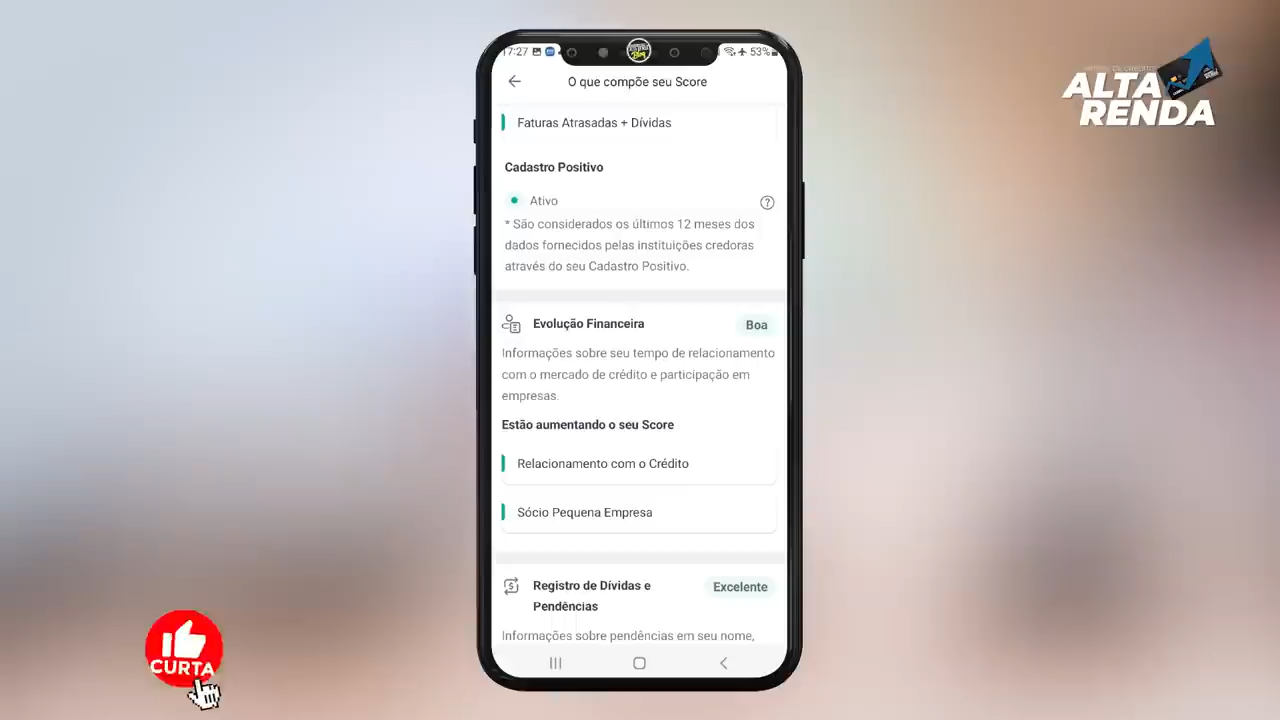 17:27
53%
O que compõe seu Score
Faturas Atrasadas + Dívidas
Cadastro Positivo
Ativo
?
* São considerados os últimos 12 meses dos
dados fornecidos pelas instituições credoras
através do seu Cadastro Positivo.
Evolução Financeira
Boa
Informações sobre seu tempo de relacionamento
com o mercado de crédito e participação em
empresas.
Estão aumentando o seu Score
Relacionamento com o Crédito
Sócio Pequena Empresa
Registro de Dívidas e
Pendências
Excelente
Informações sobre pendências em seu nome,
ALTA
RENDA
CURTA